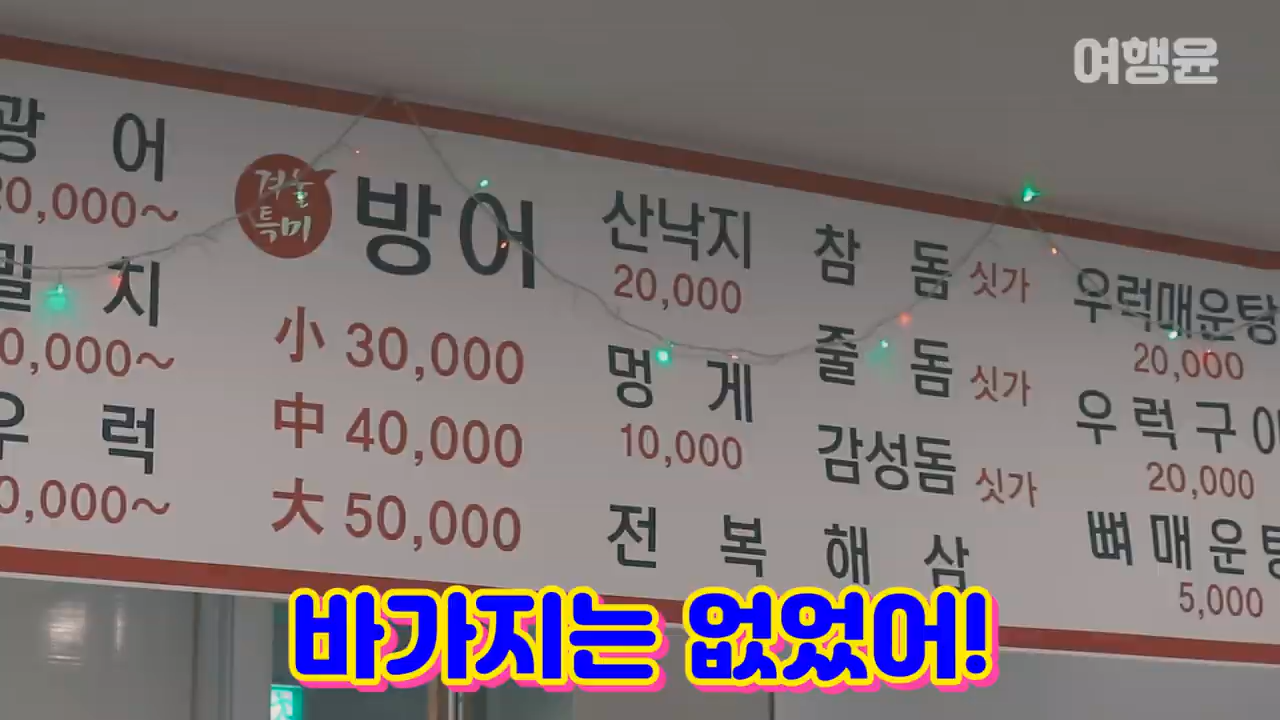 여행윤
광어
20,000~
밀치
0,000~
우럭
0,000~
겨울
특미
방어
小 30,000
中 40,000
大 50,000
산낙지
20,000
멍게
10,000
전복
참돔 싯가
줄돔 싯가
감성돔 싯가
해삼
우럭매운탕
20,000
우럭구이
20,000
뼈매운탕
5,000
바가지는 없었어!